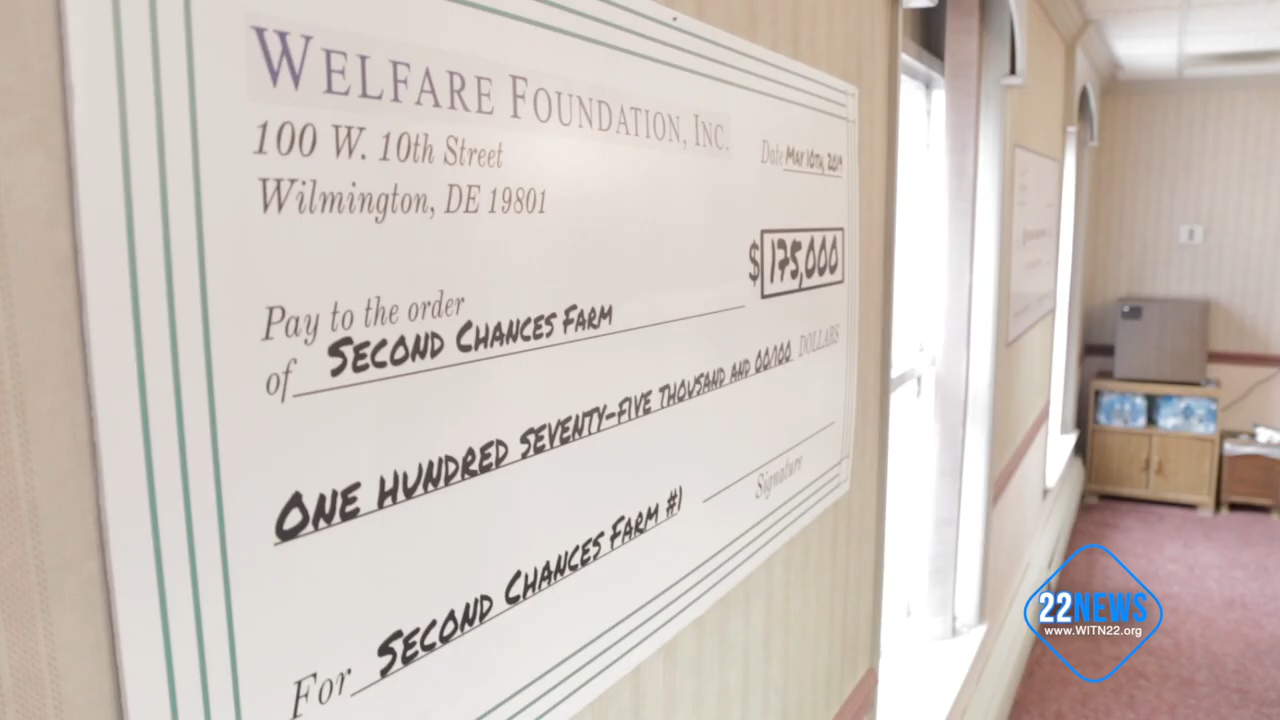 WELFARE FOUNDATION, INC.
100 W. 10th Street
Wilmington, DE 19801
Date May 10th, 2019
$ 175,000
Pay to the order
of SECOND CHANCES FARM
ONE HUNDRED SEVENTY-FIVE THOUSAND AND 00/100 DOLLARS
For SECOND CHANCES FARM #1
Signature
22NEWS
www.WITN22.org